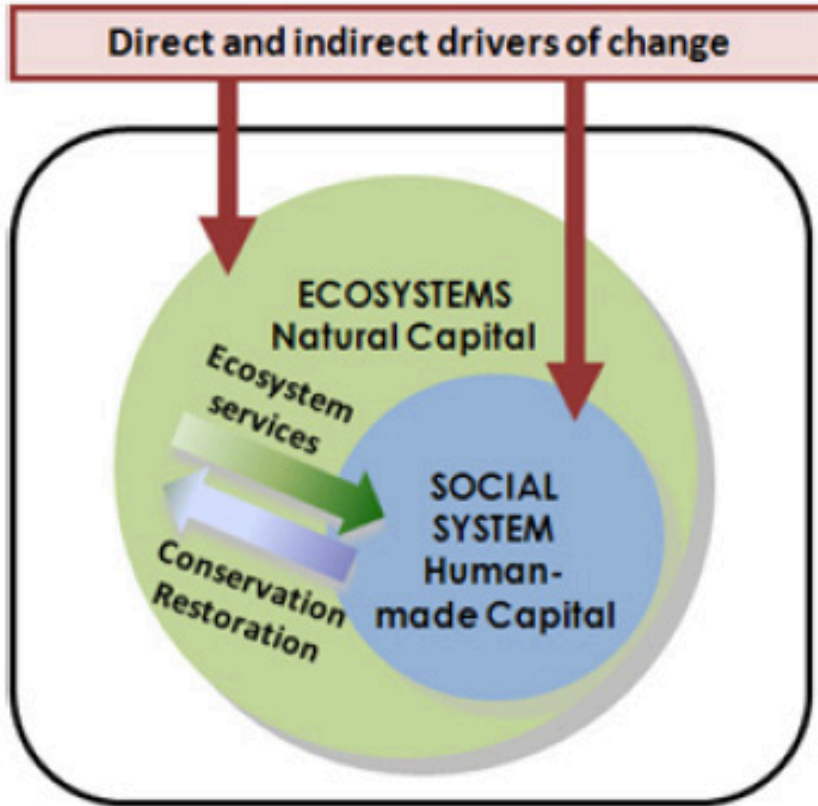 Direct and indirect drivers of change
ECOSYSTEMS
Natural Capital
Ecosystem
services
SOCIAL
SYSTEM
Human-
made Capital
Conservation
Restoration